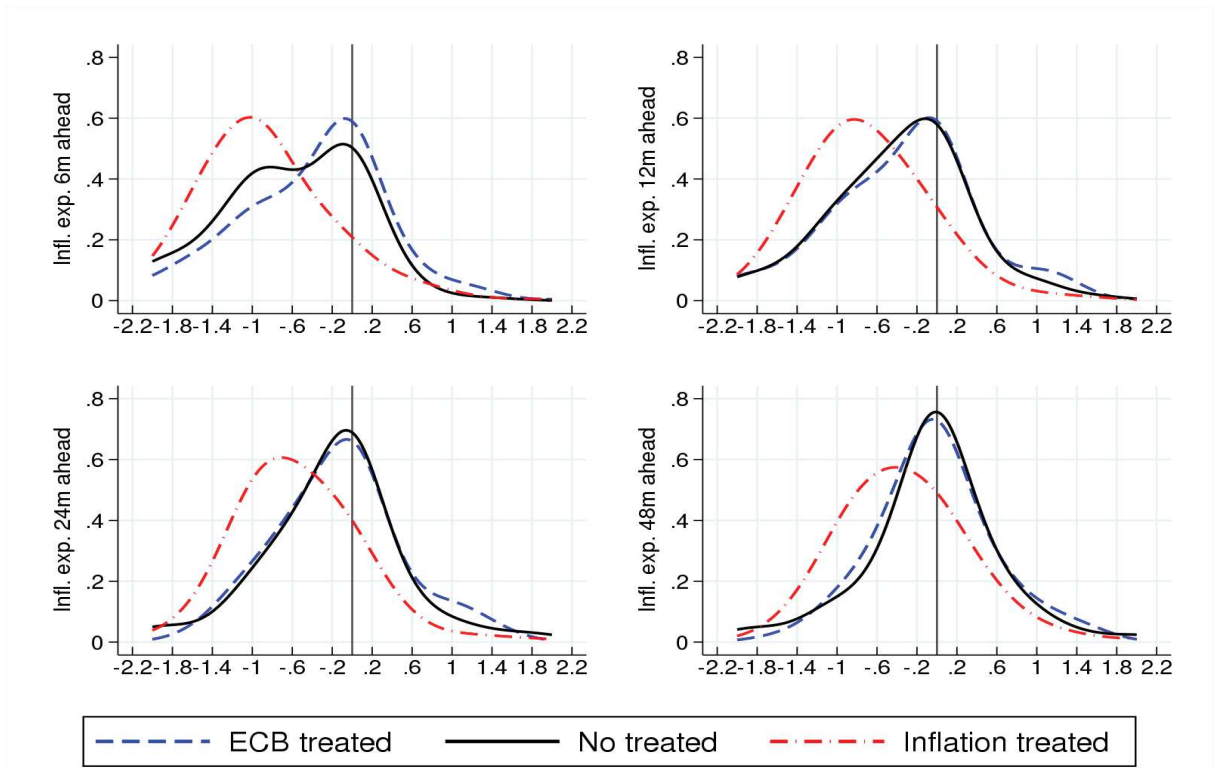 Infl. exp. 6m ahead
.8
.6
.4
.2
0
-2.2 -1.8 -1.4 -1 -.6 -.2 .2 .6 1 1.4 1.8 2.2
Infl. exp. 12m ahead
.8
.6
.4
.2
0
-2.2 -1.8 -1.4 -1 -.6 -.2 .2 .6 1 1.4 1.8 2.2
Infl. exp. 24m ahead
.8
.6
.4
.2
0
-2.2 -1.8 -1.4 -1 -.6 -.2 .2 .6 1 1.4 1.8 2.2
Infl. exp. 48m ahead
.8
.6
.4
.2
0
-2.2 -1.8 -1.4 -1 -.6 -.2 .2 .6 1 1.4 1.8 2.2
ECB treated No treated Inflation treated